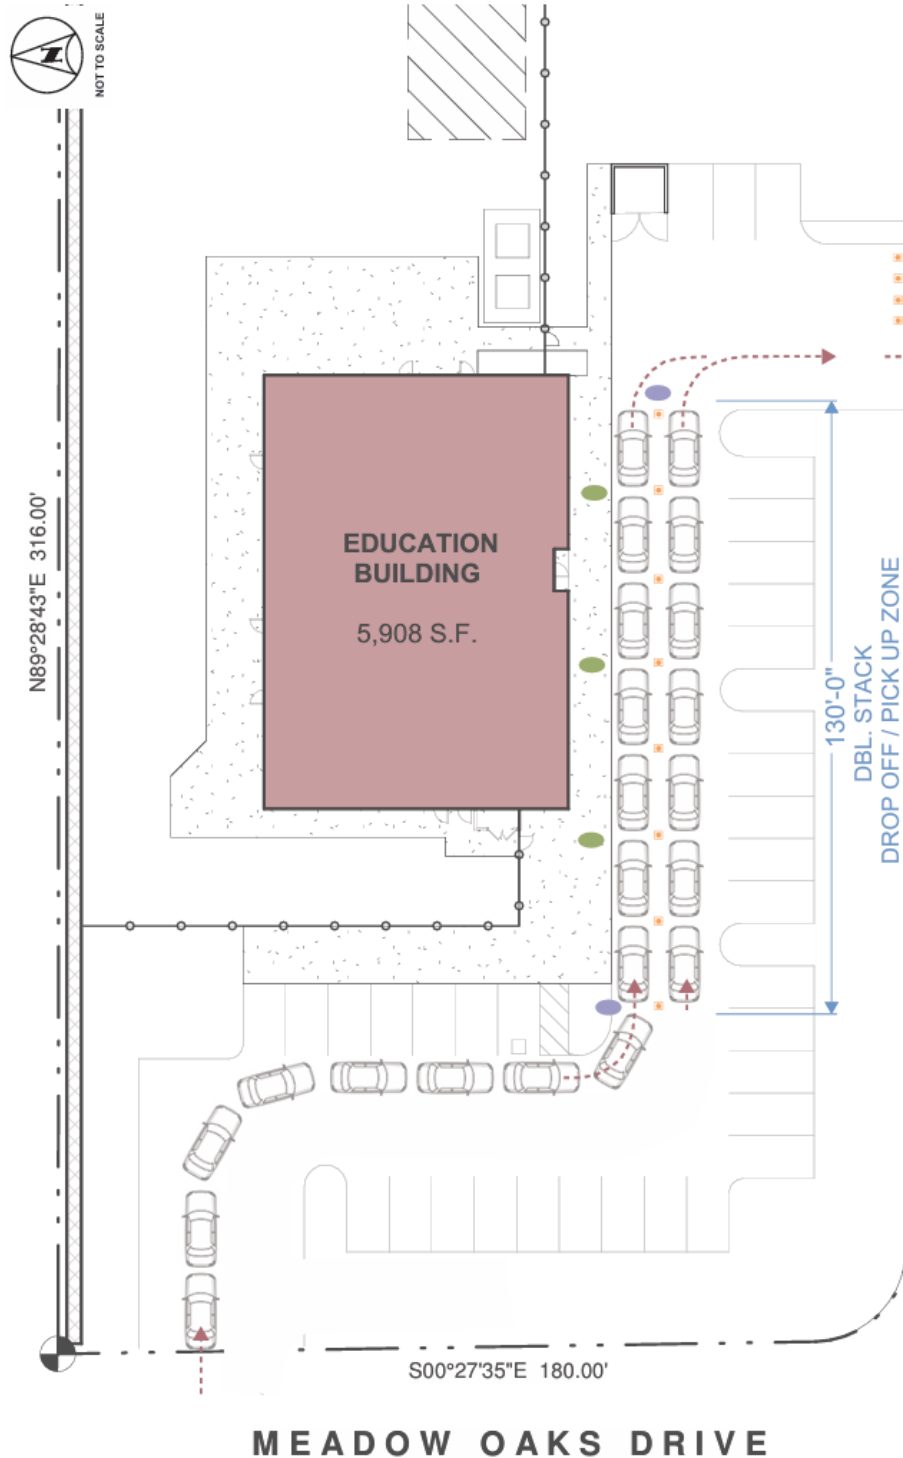 N
NOT TO SCALE
N89°28'43"E 316.00'
EDUCATION
BUILDING
5,908 S.F.
130'-0"
DBL. STACK
DROP OFF / PICK UP ZONE
S00°27'35"E 180.00'
MEADOW OAKS DRIVE